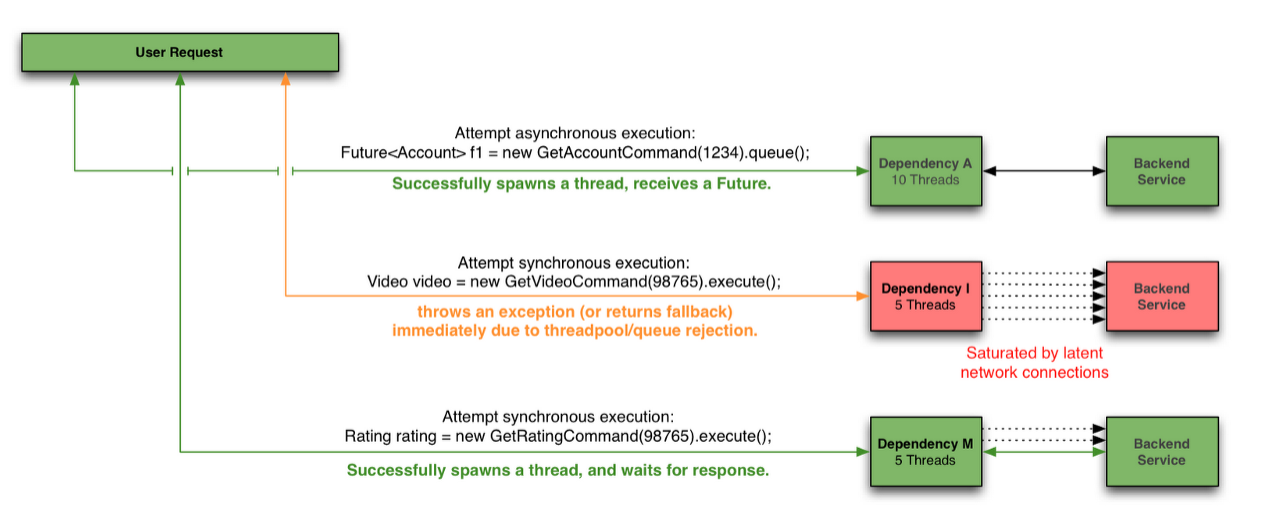 User Request
Attempt asynchronous execution:
Future<Account> f1 = new GetAccountCommand(1234).queue();
Successfully spawns a thread, receives a Future.
Dependency A
10 Threads
Backend
Service
Attempt synchronous execution:
Video video = new GetVideoCommand(98765).execute();
throws an exception (or returns fallback)
immediately due to threadpool/queue rejection.
Dependency I
5 Threads
Backend
Service
Saturated by latent
network connections
Attempt synchronous execution:
Rating rating = new GetRatingCommand(98765).execute();
Successfully spawns a thread, and waits for response.
Dependency M
5 Threads
Backend
Service